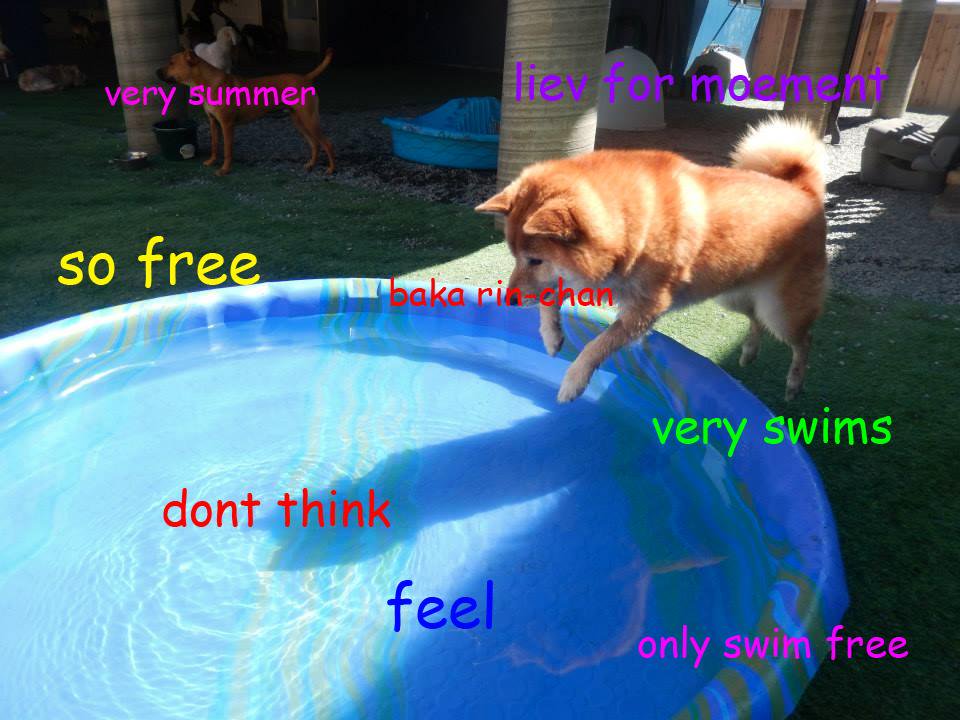 very summer
liev for moement
so free
baka rin-chan
very swims
dont think
feel
only swim free